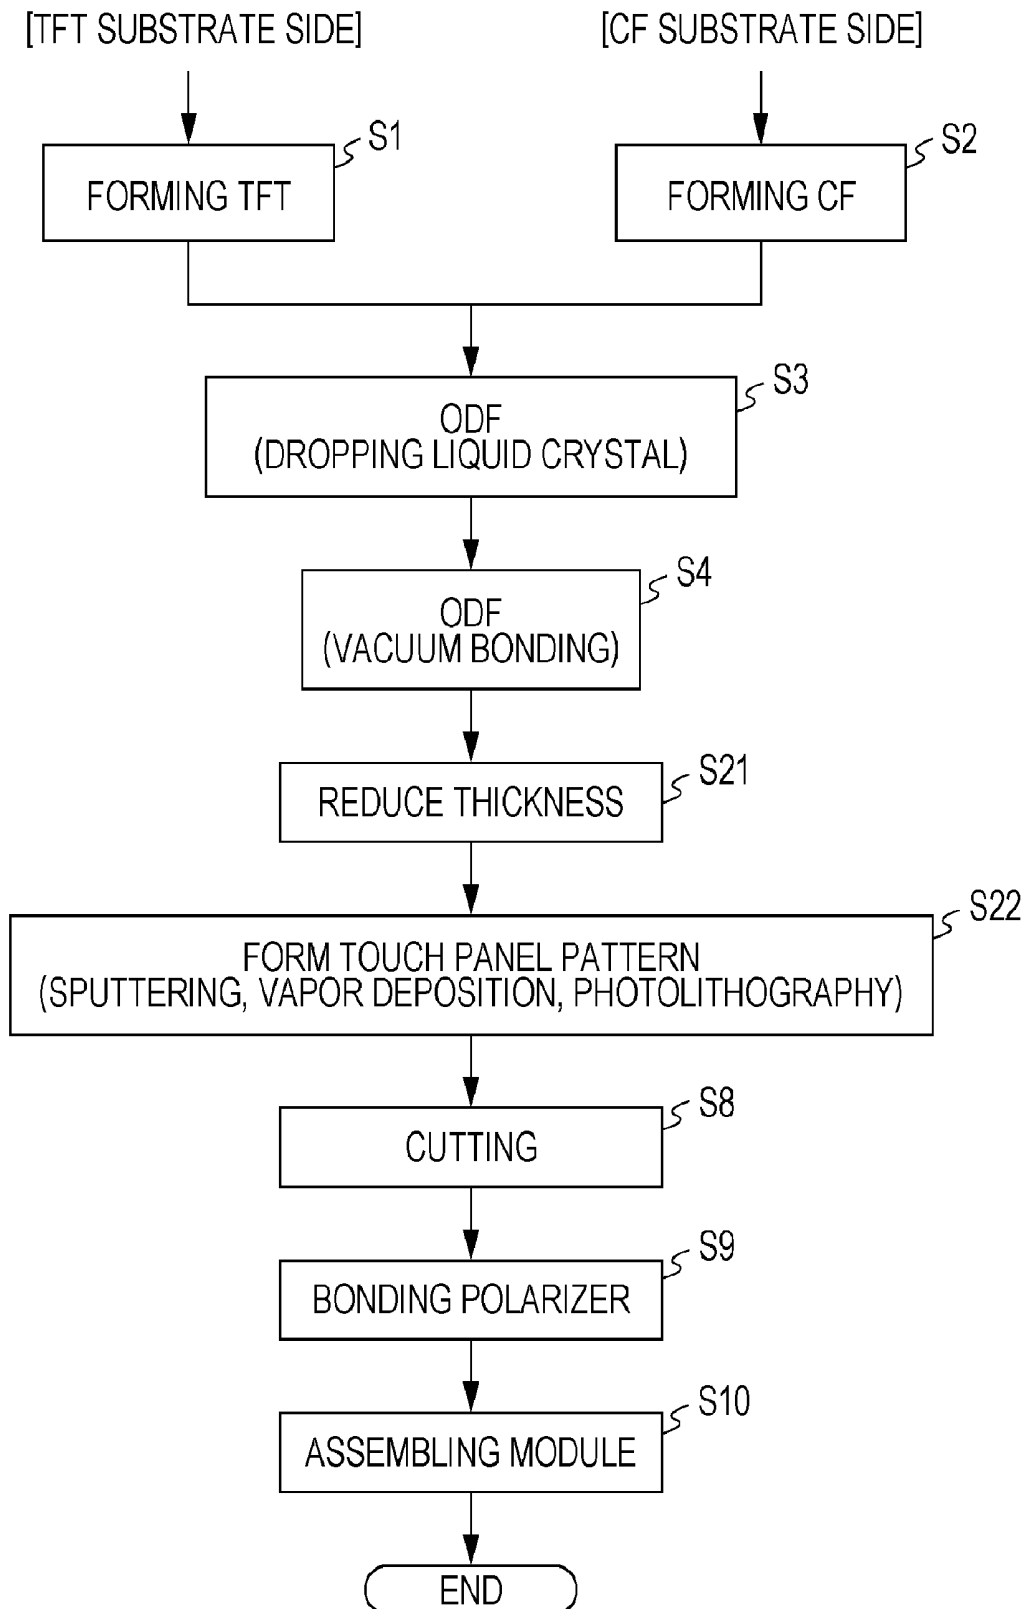 [TFT SUBSTRATE SIDE]
[CF SUBSTRATE SIDE]
S1
FORMING TFT
S2
FORMING CF
S3
ODF
(DROPPING LIQUID CRYSTAL)
S4
ODF
(VACUUM BONDING)
S21
REDUCE THICKNESS
S22
FORM TOUCH PANEL PATTERN
(SPUTTERING, VAPOR DEPOSITION, PHOTOLITHOGRAPHY)
S8
CUTTING
S9
BONDING POLARIZER
S10
ASSEMBLING MODULE
END